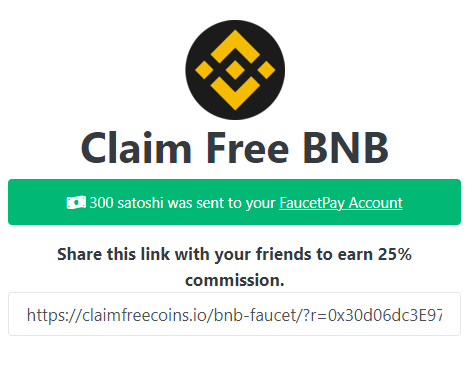 Claim Free BNB
300 satoshi was sent to your FaucetPay Account
Share this link with your friends to earn 25%
commission.
https://claimfreecoins.io/bnb-faucet/?r=0x30d06dc3E97